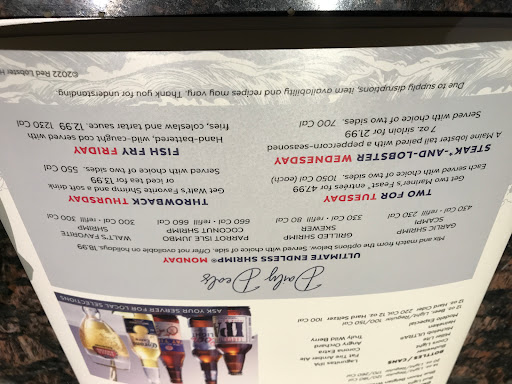 BOTTLES/CANS
Michelob ULTRA®
Heineken
Lagunitas IPA
Fat Tire Amber Ale
Corona Extra
Angry Orchard
Truly Wild Berry
12 oz. Beer, Light/Regular 100/150 Cal
12 oz. Hard Cider 220 Cal
12 oz. Hard Seltzer 100 Cal
ASK YOUR SERVER FOR LOCAL SELECTIONS
Daily Deals
ULTIMATE ENDLESS SHRIMP® MONDAY
Mix and match from the options below. Served with choice of side. Offer not available on holidays 18.99
GARLIC SHRIMP SCAMPI
430 Cal • refill 230 Cal
GRILLED SHRIMP SKEWER
330 Cal • refill 80 Cal
PARROT ISLE JUMBO COCONUT SHRIMP
660 Cal • refill 660 Cal
WALT'S FAVORITE SHRIMP
300 Cal • refill 300 Cal
TWO FOR TUESDAY
Get two Mariner's Feast® entrées for 47.99
Each served with choice of two sides. 1050 Cal (each)
THROWBACK THURSDAY
Get Walt's Favorite Shrimp and a soft drink
or iced tea for 13.99
Served with choice of two sides. 550 Cal
STEAK*-AND-LOBSTER WEDNESDAY
A Maine lobster tail paired with a peppercorn-seasoned
7 oz. sirloin for 21.99
Served with choice of two sides. 700 Cal
FISH FRY FRIDAY
Hand-battered, wild-caught cod served with
fries, coleslaw and tartar sauce. 12.99 1250 Cal
Due to supply disruptions, item availability and recipes may vary. Thank you for understanding.
©2022 Red Lobster H